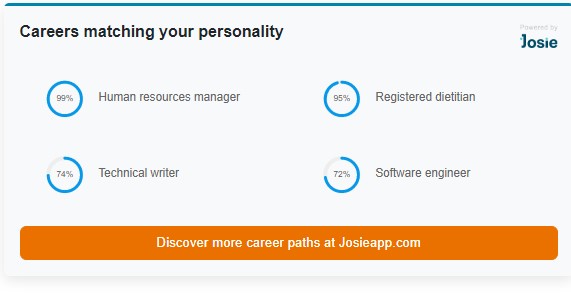 Careers matching your personality
Powered by
Josie
99%
Human resources manager
95%
Registered dietitian
74%
Technical writer
72%
Software engineer
Discover more career paths at Josieapp.com